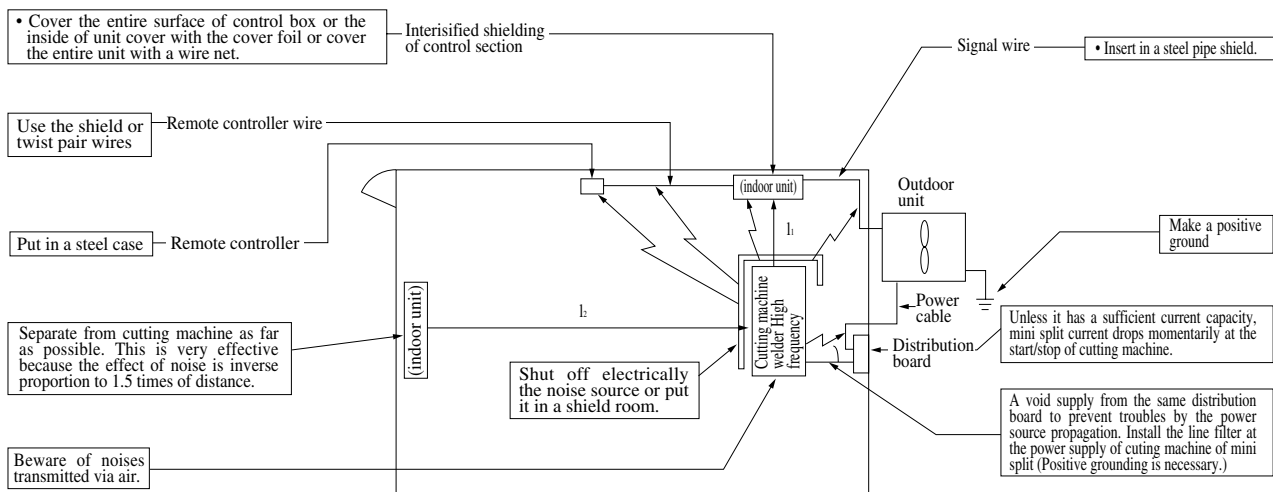 • Cover the entire surface of control box or the
inside of unit cover with the cover foil or cover
the entire unit with a wire net.
Interisified shielding
of control section
Signal wire
• Insert in a steel pipe shield.
Use the shield or
twist pair wires
Remote controller wire
(indoor unit)
Outdoor
unit
Put in a steel case
Remote controller
l1
Make a positive
ground
(indoor unit)
l2
Cutting machine
welder High
frequency
Power
cable
Separate from cutting machine as far
as possible. This is very effective
because the effect of noise is inverse
proportion to 1.5 times of distance.
Unless it has a sufficient current capacity,
mini split current drops momentarily at the
start/stop of cutting machine.
Distribution
board
Shut off electrically
the noise source or put
it in a shield room.
A void supply from the same distribution
board to prevent troubles by the power
source propagation. Install the line filter at
the power supply of cuting machine of mini
split (Positive grounding is necessary.)
Beware of noises
transmitted via air.